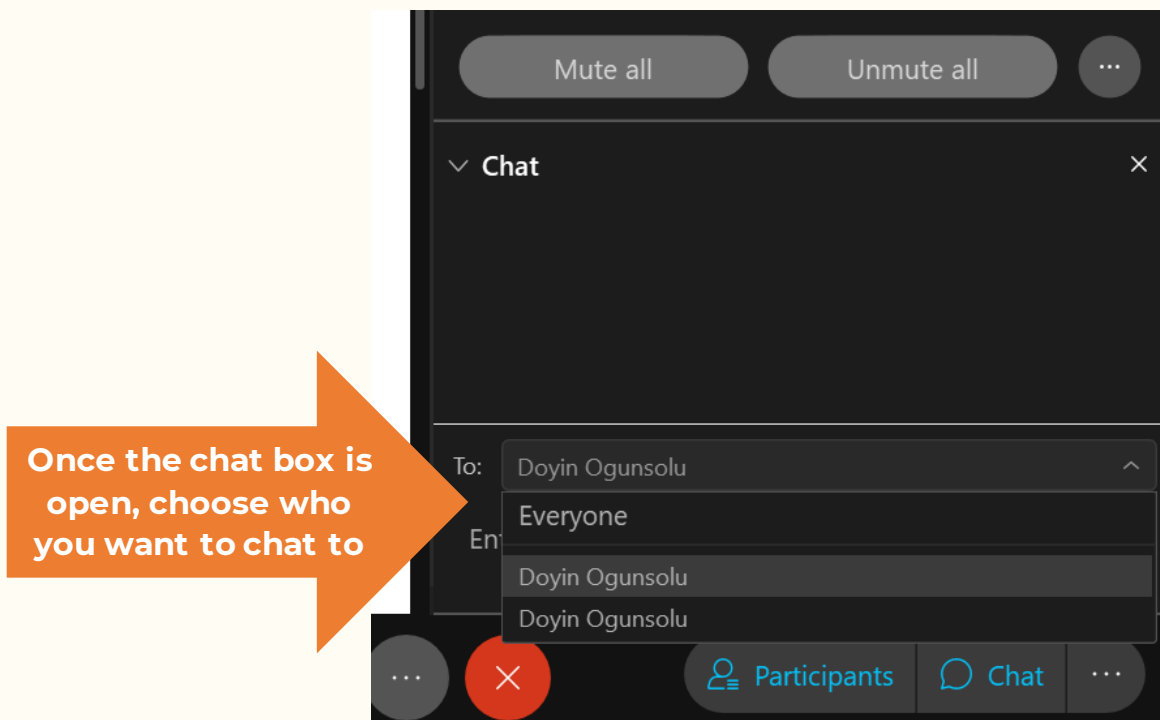 Mute all
Unmute all
Chat
Once the chat box is
open, choose who
you want to chat to
To:
Doyin Ogunsolu
Everyone
Doyin Ogunsolu
Doyin Ogunsolu
Participants
Chat